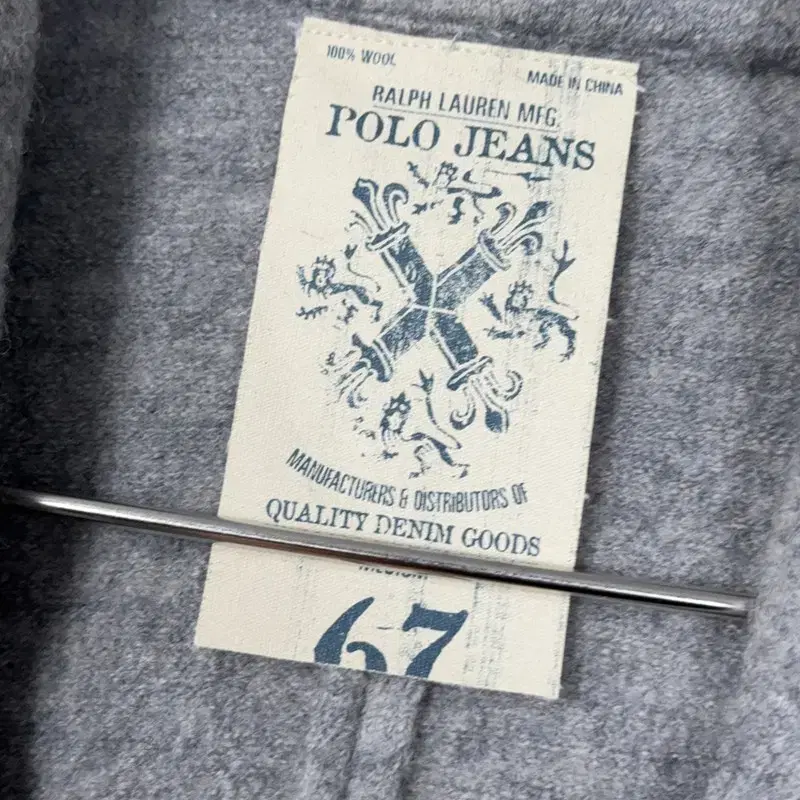 100% WOOL
MADE IN CHINA
RALPH LAUREN MFG.
POLO JEANS
MANUFACTURERS & DISTRIBUTORS OF
QUALITY DENIM GOODS
67